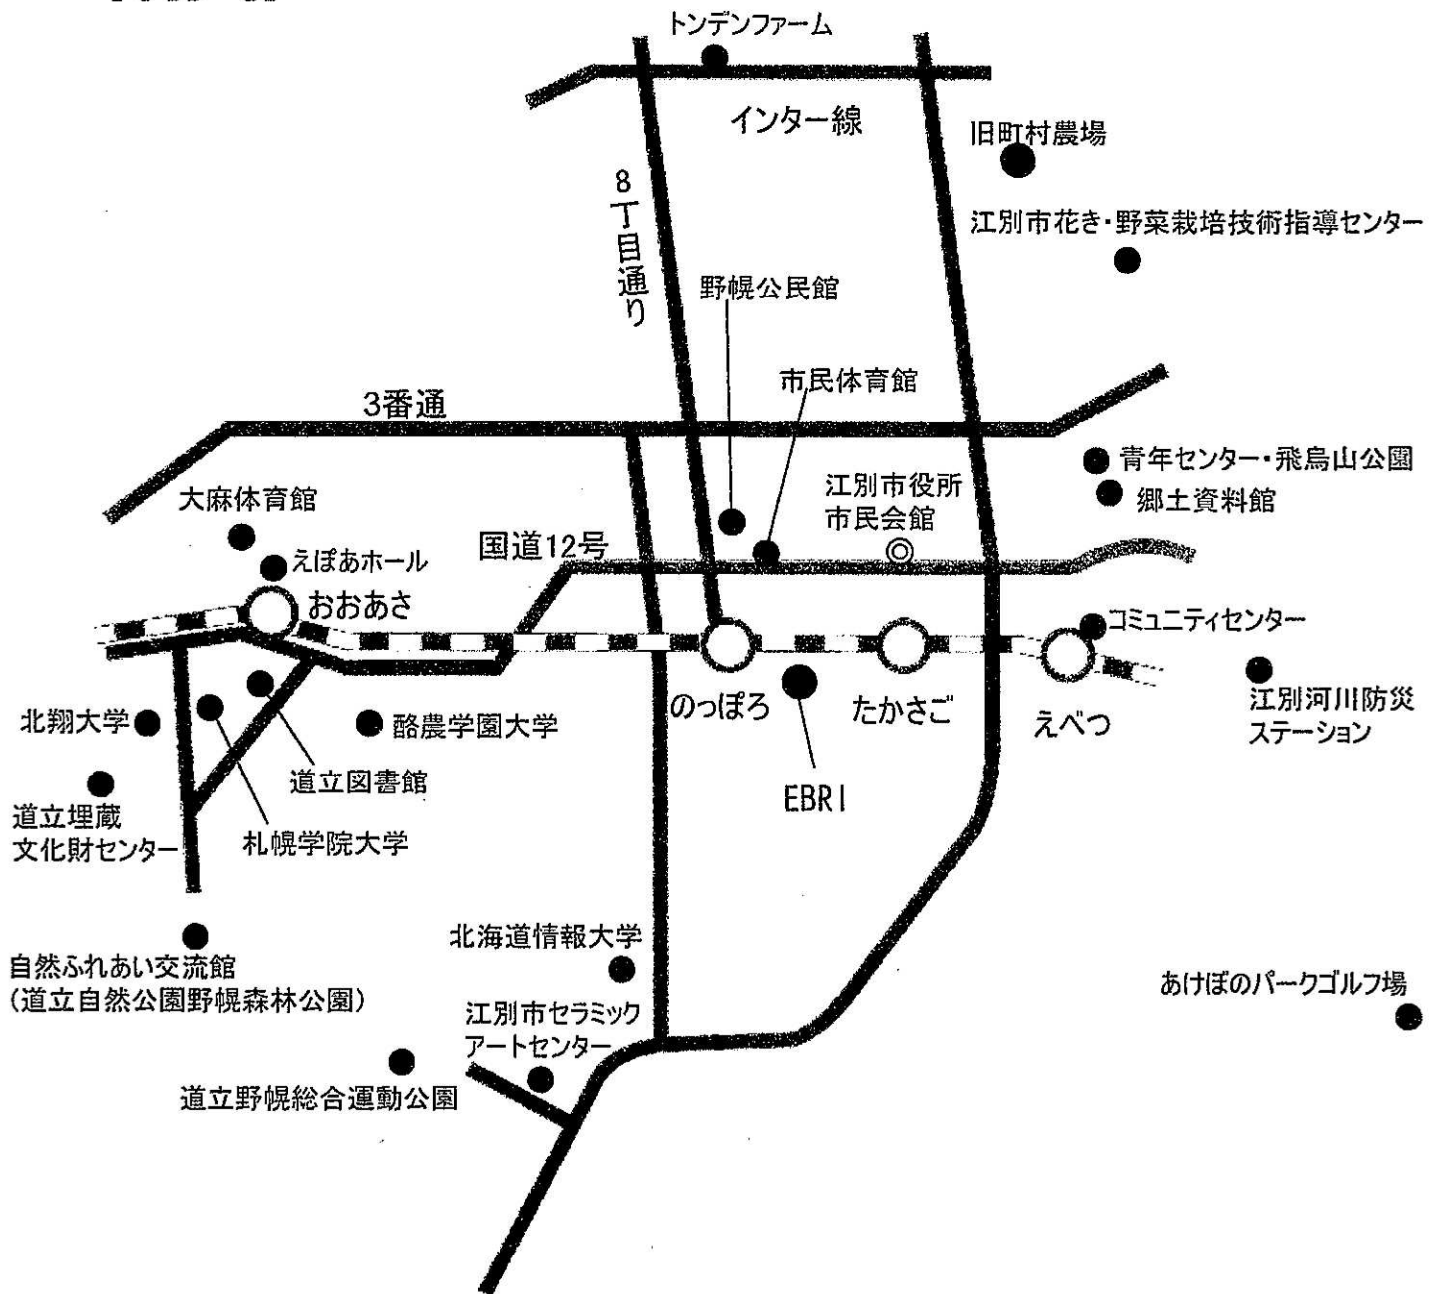 トンデンファーム
インター線
旧町村農場
8丁目通り
江別市花き・野菜栽培技術指導センター
野幌公民館
市民体育館
3番通
青年センター・飛鳥山公園
郷土資料館
大麻体育館
江別市役所
市民会館
国道12号
えぽあホール
おおあさ
コミュニティセンター
のっぽろ
たかさご
えべつ
江別河川防災
ステーション
北翔大学
酪農学園大学
道立図書館
EBRI
道立埋蔵
文化財センター
札幌学院大学
北海道情報大学
自然ふれあい交流館
(道立自然公園野幌森林公園)
あけぼのパークゴルフ場
江別市セラミック
アートセンター
道立野幌総合運動公園